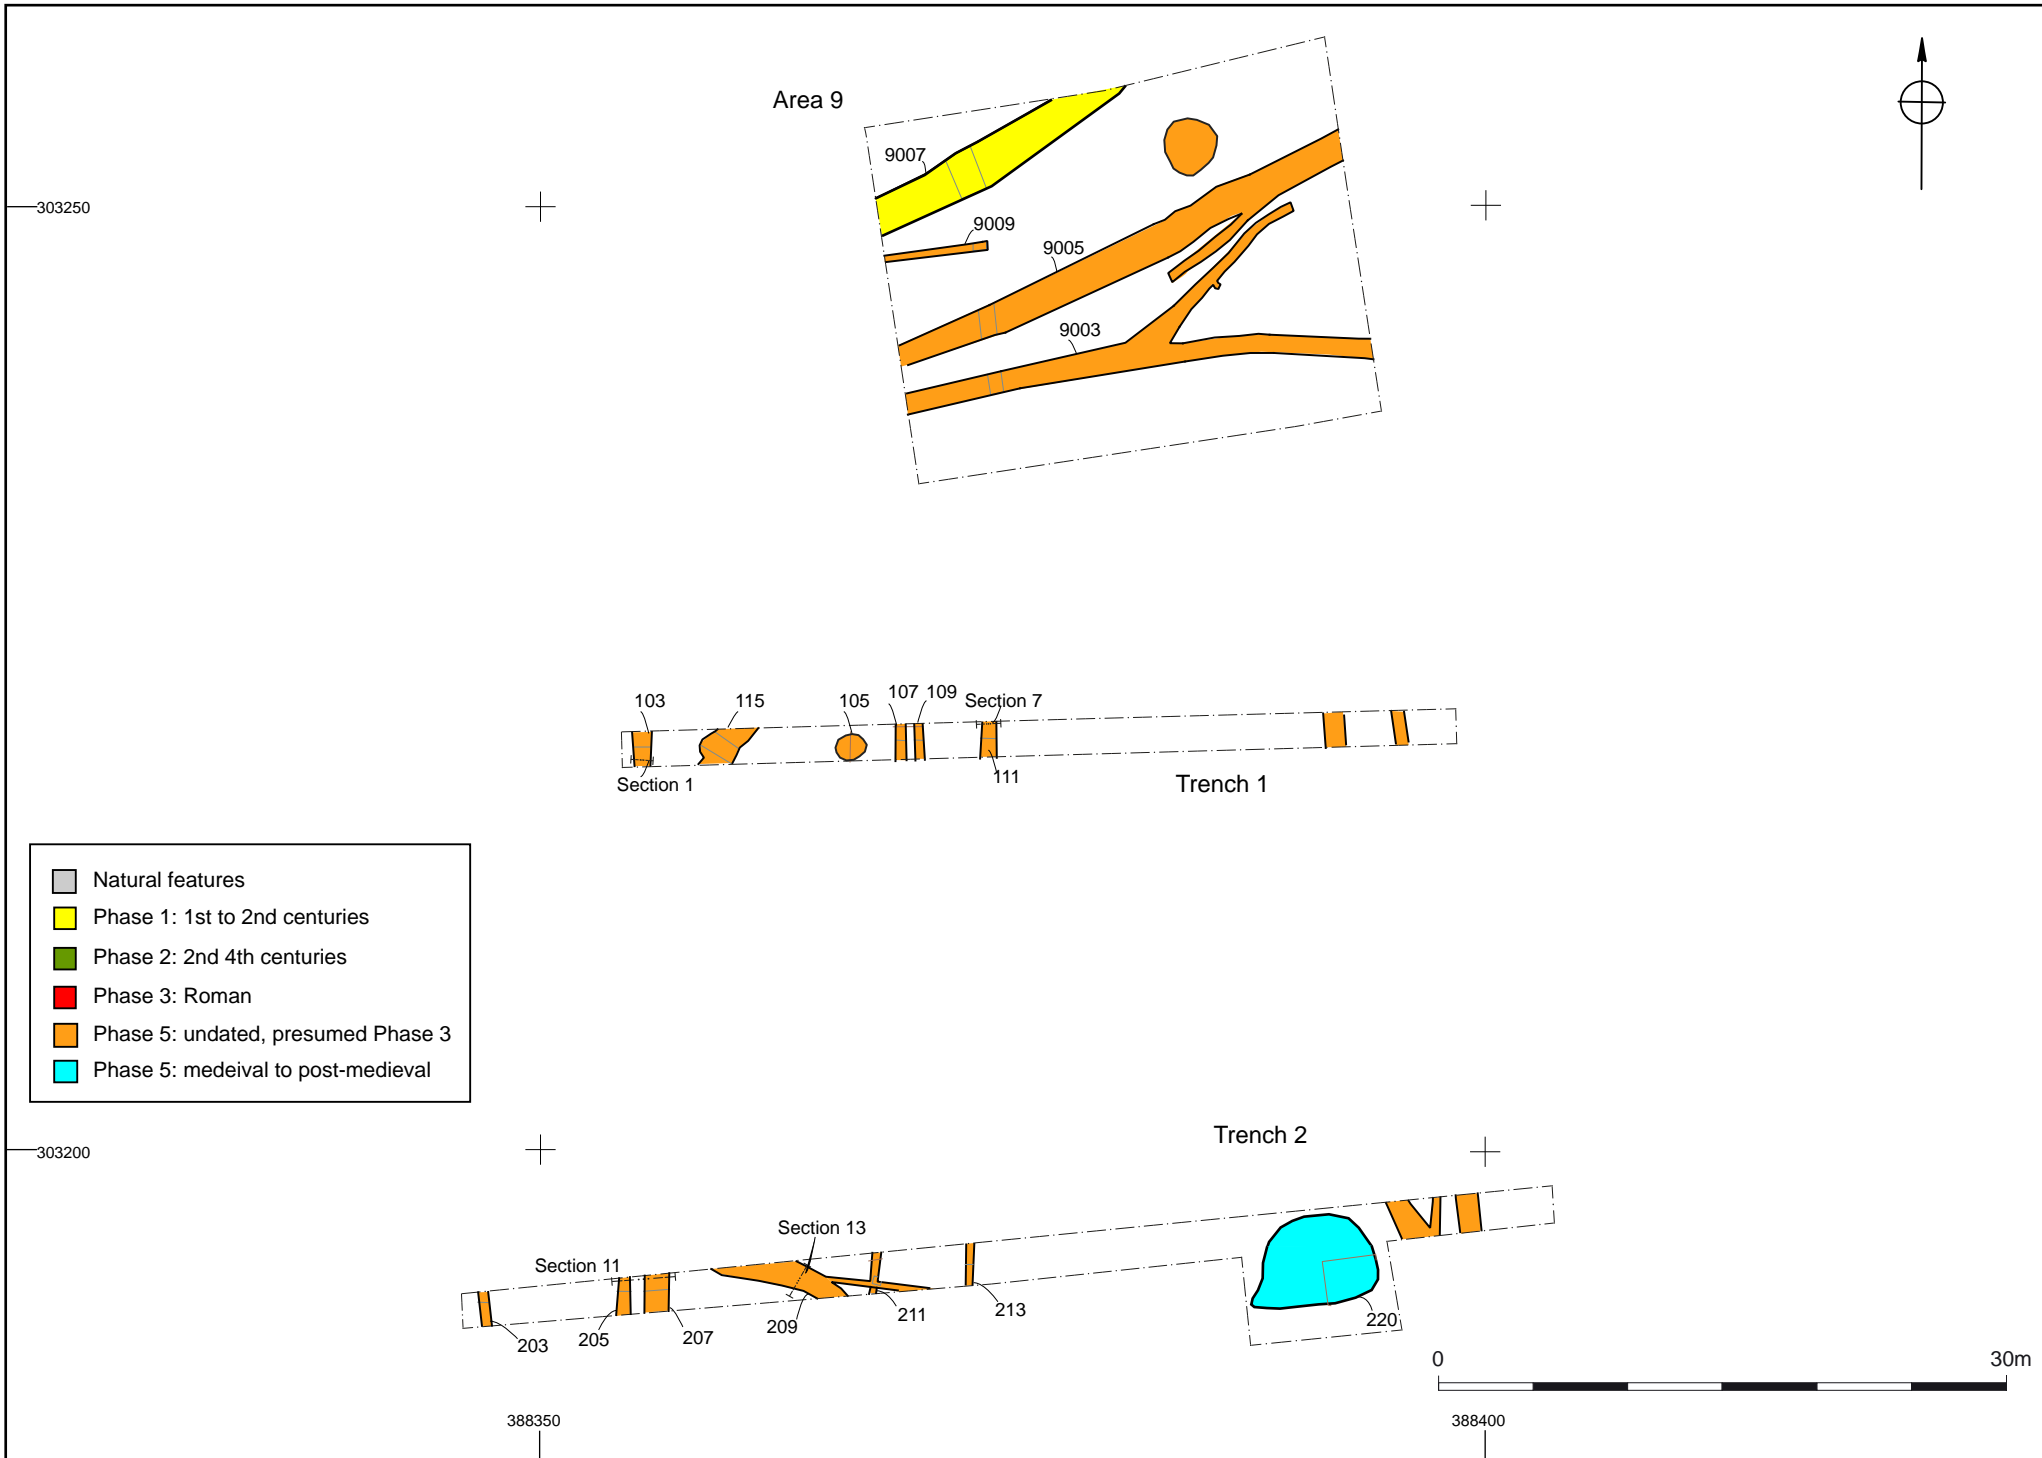 Area 9
9007
303250
9009
9005
9003
103
115
105
107
109
Section 7
Section 1
111
Trench 1
Natural features
Phase 1: 1st to 2nd centuries
Phase 2: 2nd 4th centuries
Phase 3: Roman
Phase 5: undated, presumed Phase 3
Phase 5: medeival to post-medieval
Trench 2
303200
Section 13
Section 11
203
205
207
209
211
213
220
0
30m
388350
388400